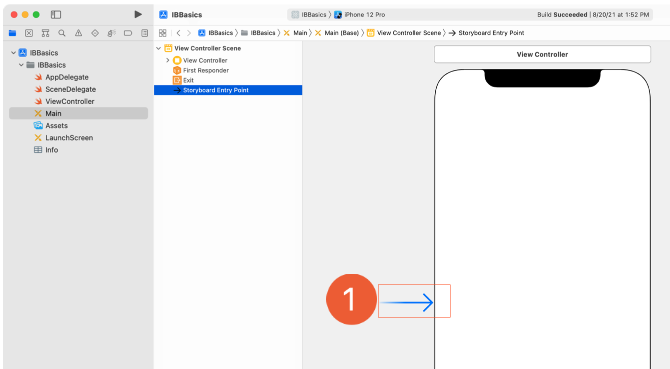 IBBasics
IBBasics 〉 iPhone 12 Pro
Build Succeeded | 8/20/21 at 1:52 PM
IBBasics 〉 IBBasics 〉 Main 〉 Main (Base) 〉 View Controller Scene 〉 Storyboard Entry Point
IBBasics
IBBasics
AppDelegate
SceneDelegate
ViewController
Main
Assets
LaunchScreen
Info
View Controller Scene
View Controller
First Responder
Exit
Storyboard Entry Point
View Controller
1